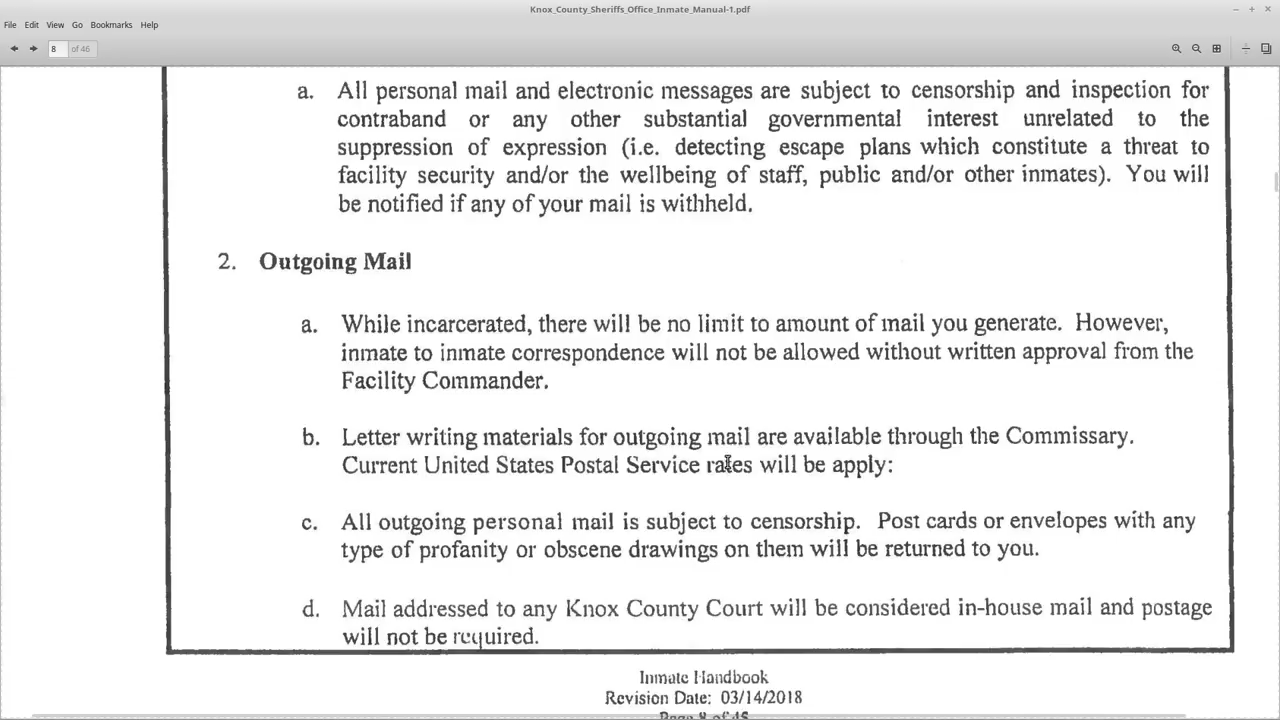 Knox_County_Sheriffs_Office_Inmate_Manual-1.pdf
File Edit View Go Bookmarks Help
8 of 46
a. All personal mail and electronic messages are subject to censorship and inspection for
contraband or any other substantial governmental interest unrelated to the
suppression of expression (i.e. detecting escape plans which constitute a threat to
facility security and/or the wellbeing of staff, public and/or other inmates). You will
be notified if any of your mail is withheld.
2. Outgoing Mail
a. While incarcerated, there will be no limit to amount of mail you generate. However,
inmate to inmate correspondence will not be allowed without written approval from the
Facility Commander.
b. Letter writing materials for outgoing mail are available through the Commissary.
Current United States Postal Service rates will be apply:
c. All outgoing personal mail is subject to censorship. Post cards or envelopes with any
type of profanity or obscene drawings on them will be returned to you.
d. Mail addressed to any Knox County Court will be considered in-house mail and postage
will not be required.
Inmate Handbook
Revision Date: 03/14/2018
Page 8 of 45